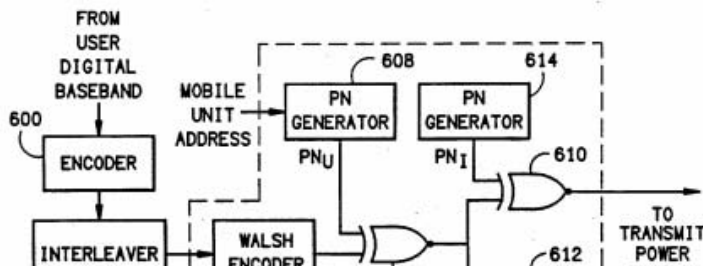 FROM
USER
DIGITAL
BASEBAND
600
ENCODER
INTERLEAVER
MOBILE
UNIT
ADDRESS
608
PN
GENERATOR
PNU
614
PN
GENERATOR
PNI
610
WALSH
ENCODER
612
TO
TRANSMIT
POWER